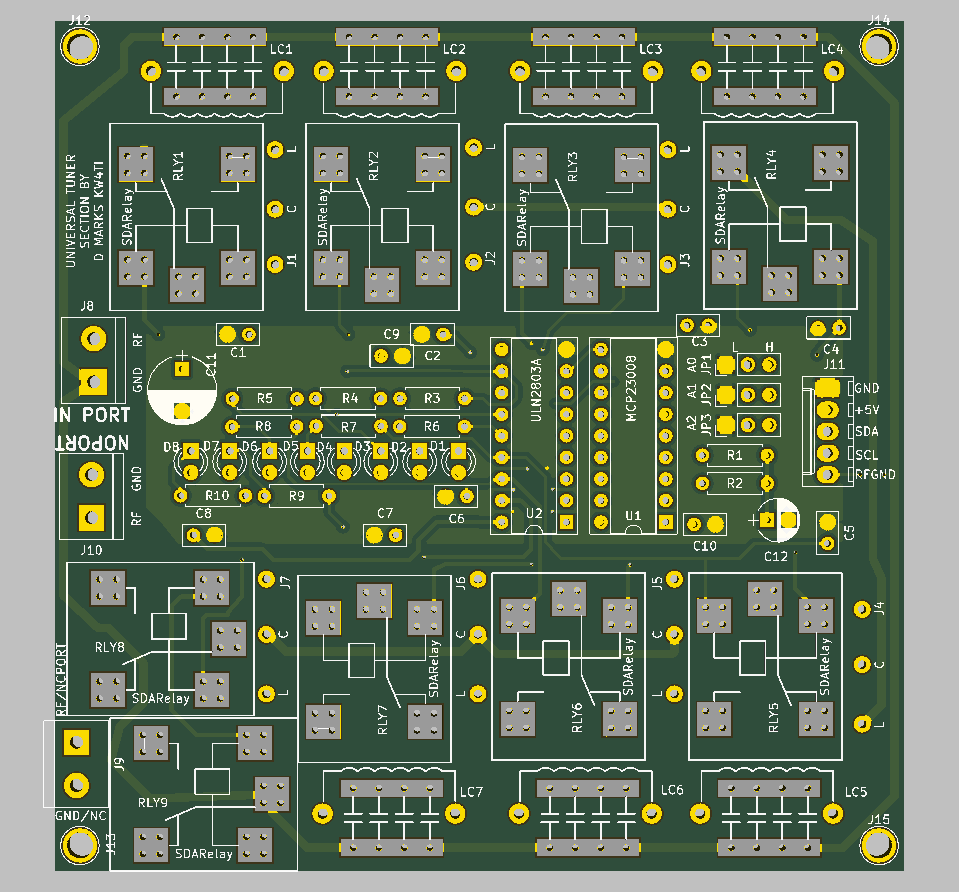 J12
J14
LC1
LC2
LC3
LC4
UNIVERSAL TUNER
SECTION BY
D MARKS KW4TI
RLY1
SDARelay
L
C
J1
RLY2
SDARelay
L
C
J2
RLY3
SDARelay
L
C
J3
RLY4
SDARelay
J8
RF
GND
IN PORT
C1
C11
C9
C2
C3
C4
ULN2803A
U2
MCP23008
U1
L
H
A0
JP1
A1
JP2
A2
JP3
J11
GND
+5V
SDA
SCL
RFGND
R5
R4
R3
R8
R7
R6
D8
D7
D6
D5
D4
D3
D2
D1
R1
R2
R10
R9
C8
C7
C6
C10
C12
C5
NOPORT
GND
RF
J10
J7
C
L
J6
C
L
J5
C
L
J4
C
L
RLY8
SDARelay
RF/NCPORT
RLY7
SDARelay
RLY6
SDARelay
RLY5
SDARelay
J9
GND/NC
RLY9
SDARelay
J13
LC7
LC6
LC5
J15